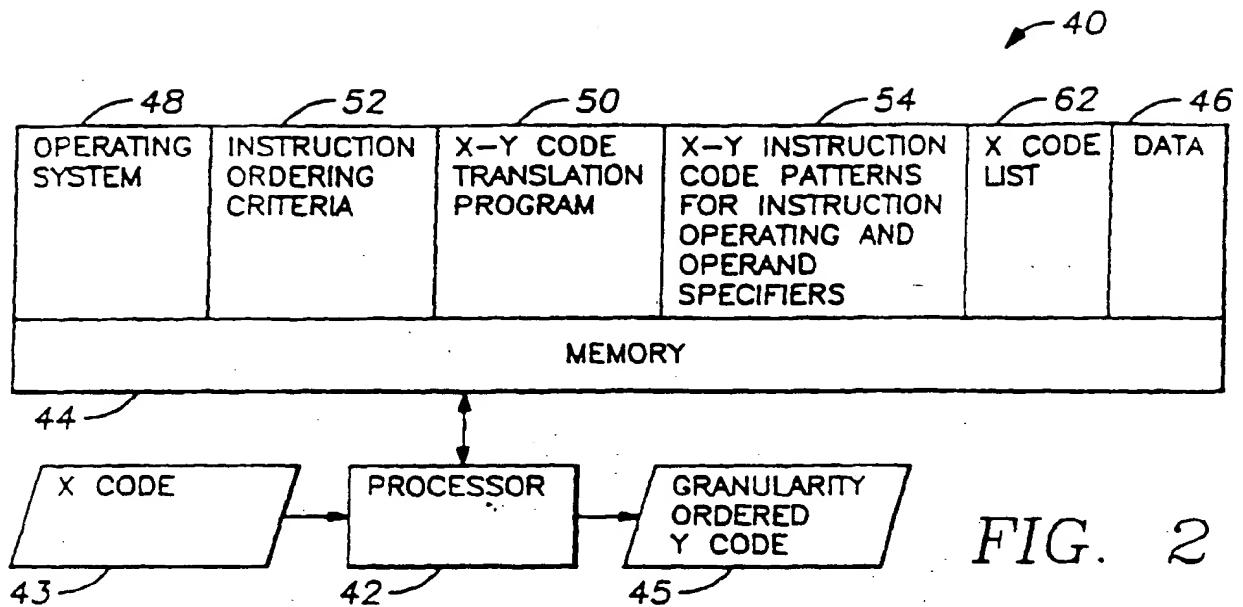 40
48
52
50
54
62
46
OPERATING
SYSTEM
INSTRUCTION
ORDERING
CRITERIA
X-Y CODE
TRANSLATION
PROGRAM
X-Y INSTRUCTION
CODE PATTERNS
FOR INSTRUCTION
OPERATING AND
OPERAND
SPECIFIERS
X CODE
LIST
DATA
MEMORY
44
X CODE
43
PROCESSOR
42
GRANULARITY
ORDERED
Y CODE
45
FIG. 2